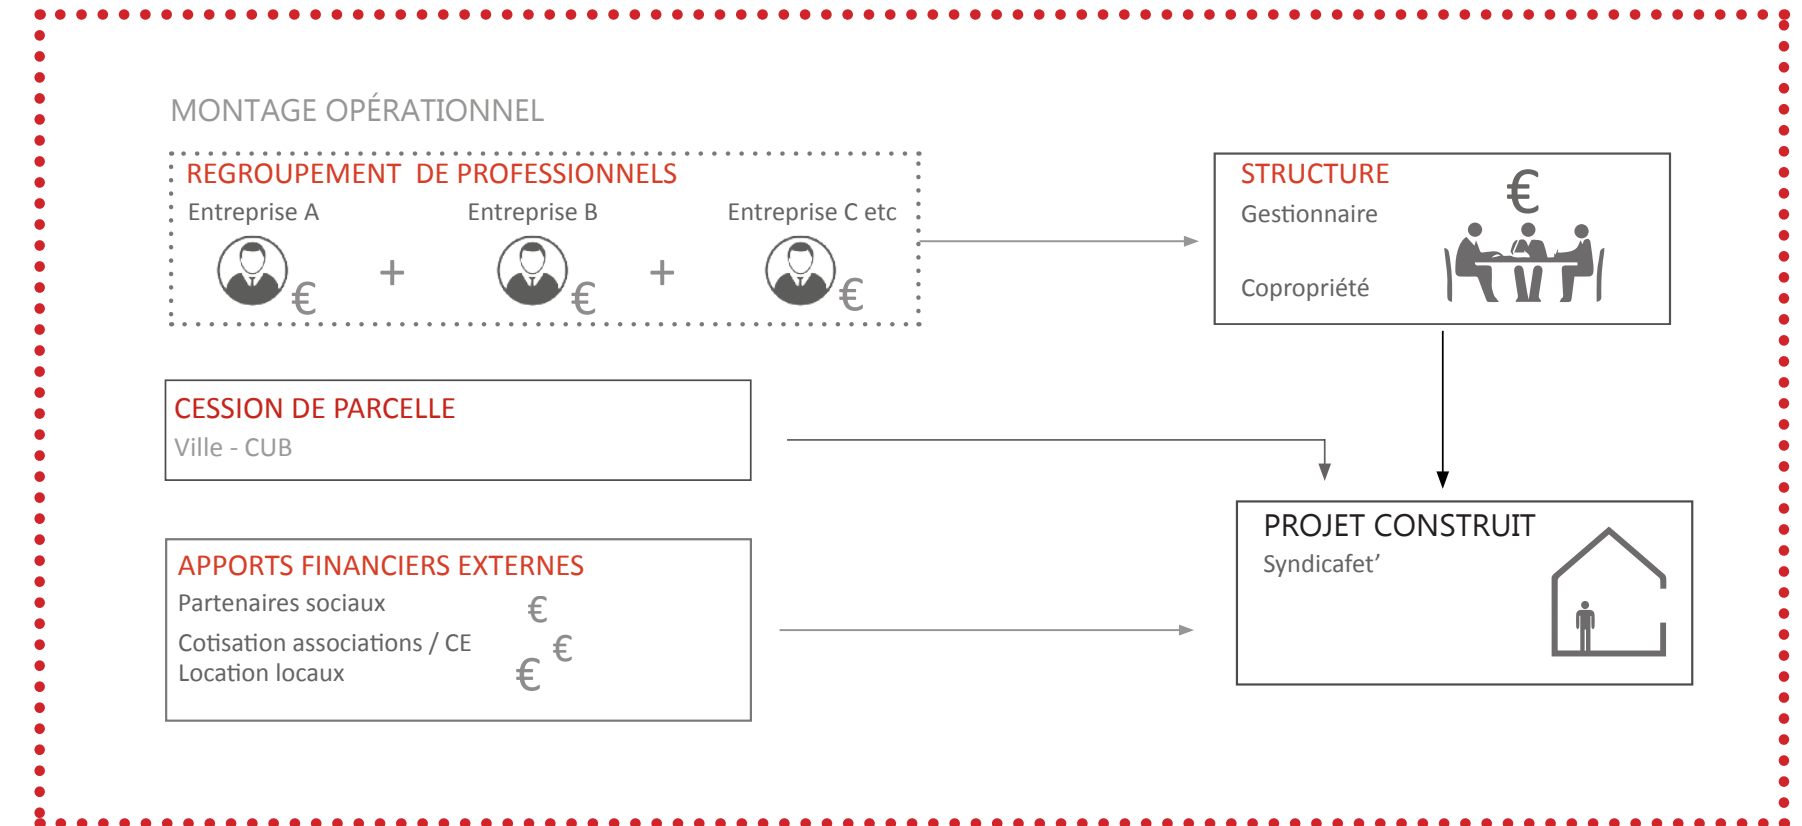 MONTAGE OPÉRATIONNEL
REGROUPEMENT DE PROFESSIONNELS
Entreprise A
Entreprise B
Entreprise C etc
€
+
€
+
€
STRUCTURE
€
Gestionnaire
Copropriété
CESSION DE PARCELLE
Ville - CUB
APPORTS FINANCIERS EXTERNES
Partenaires sociaux €
Cotisation associations / CE €
Location locaux €
PROJET CONSTRUIT
Syndicafet’